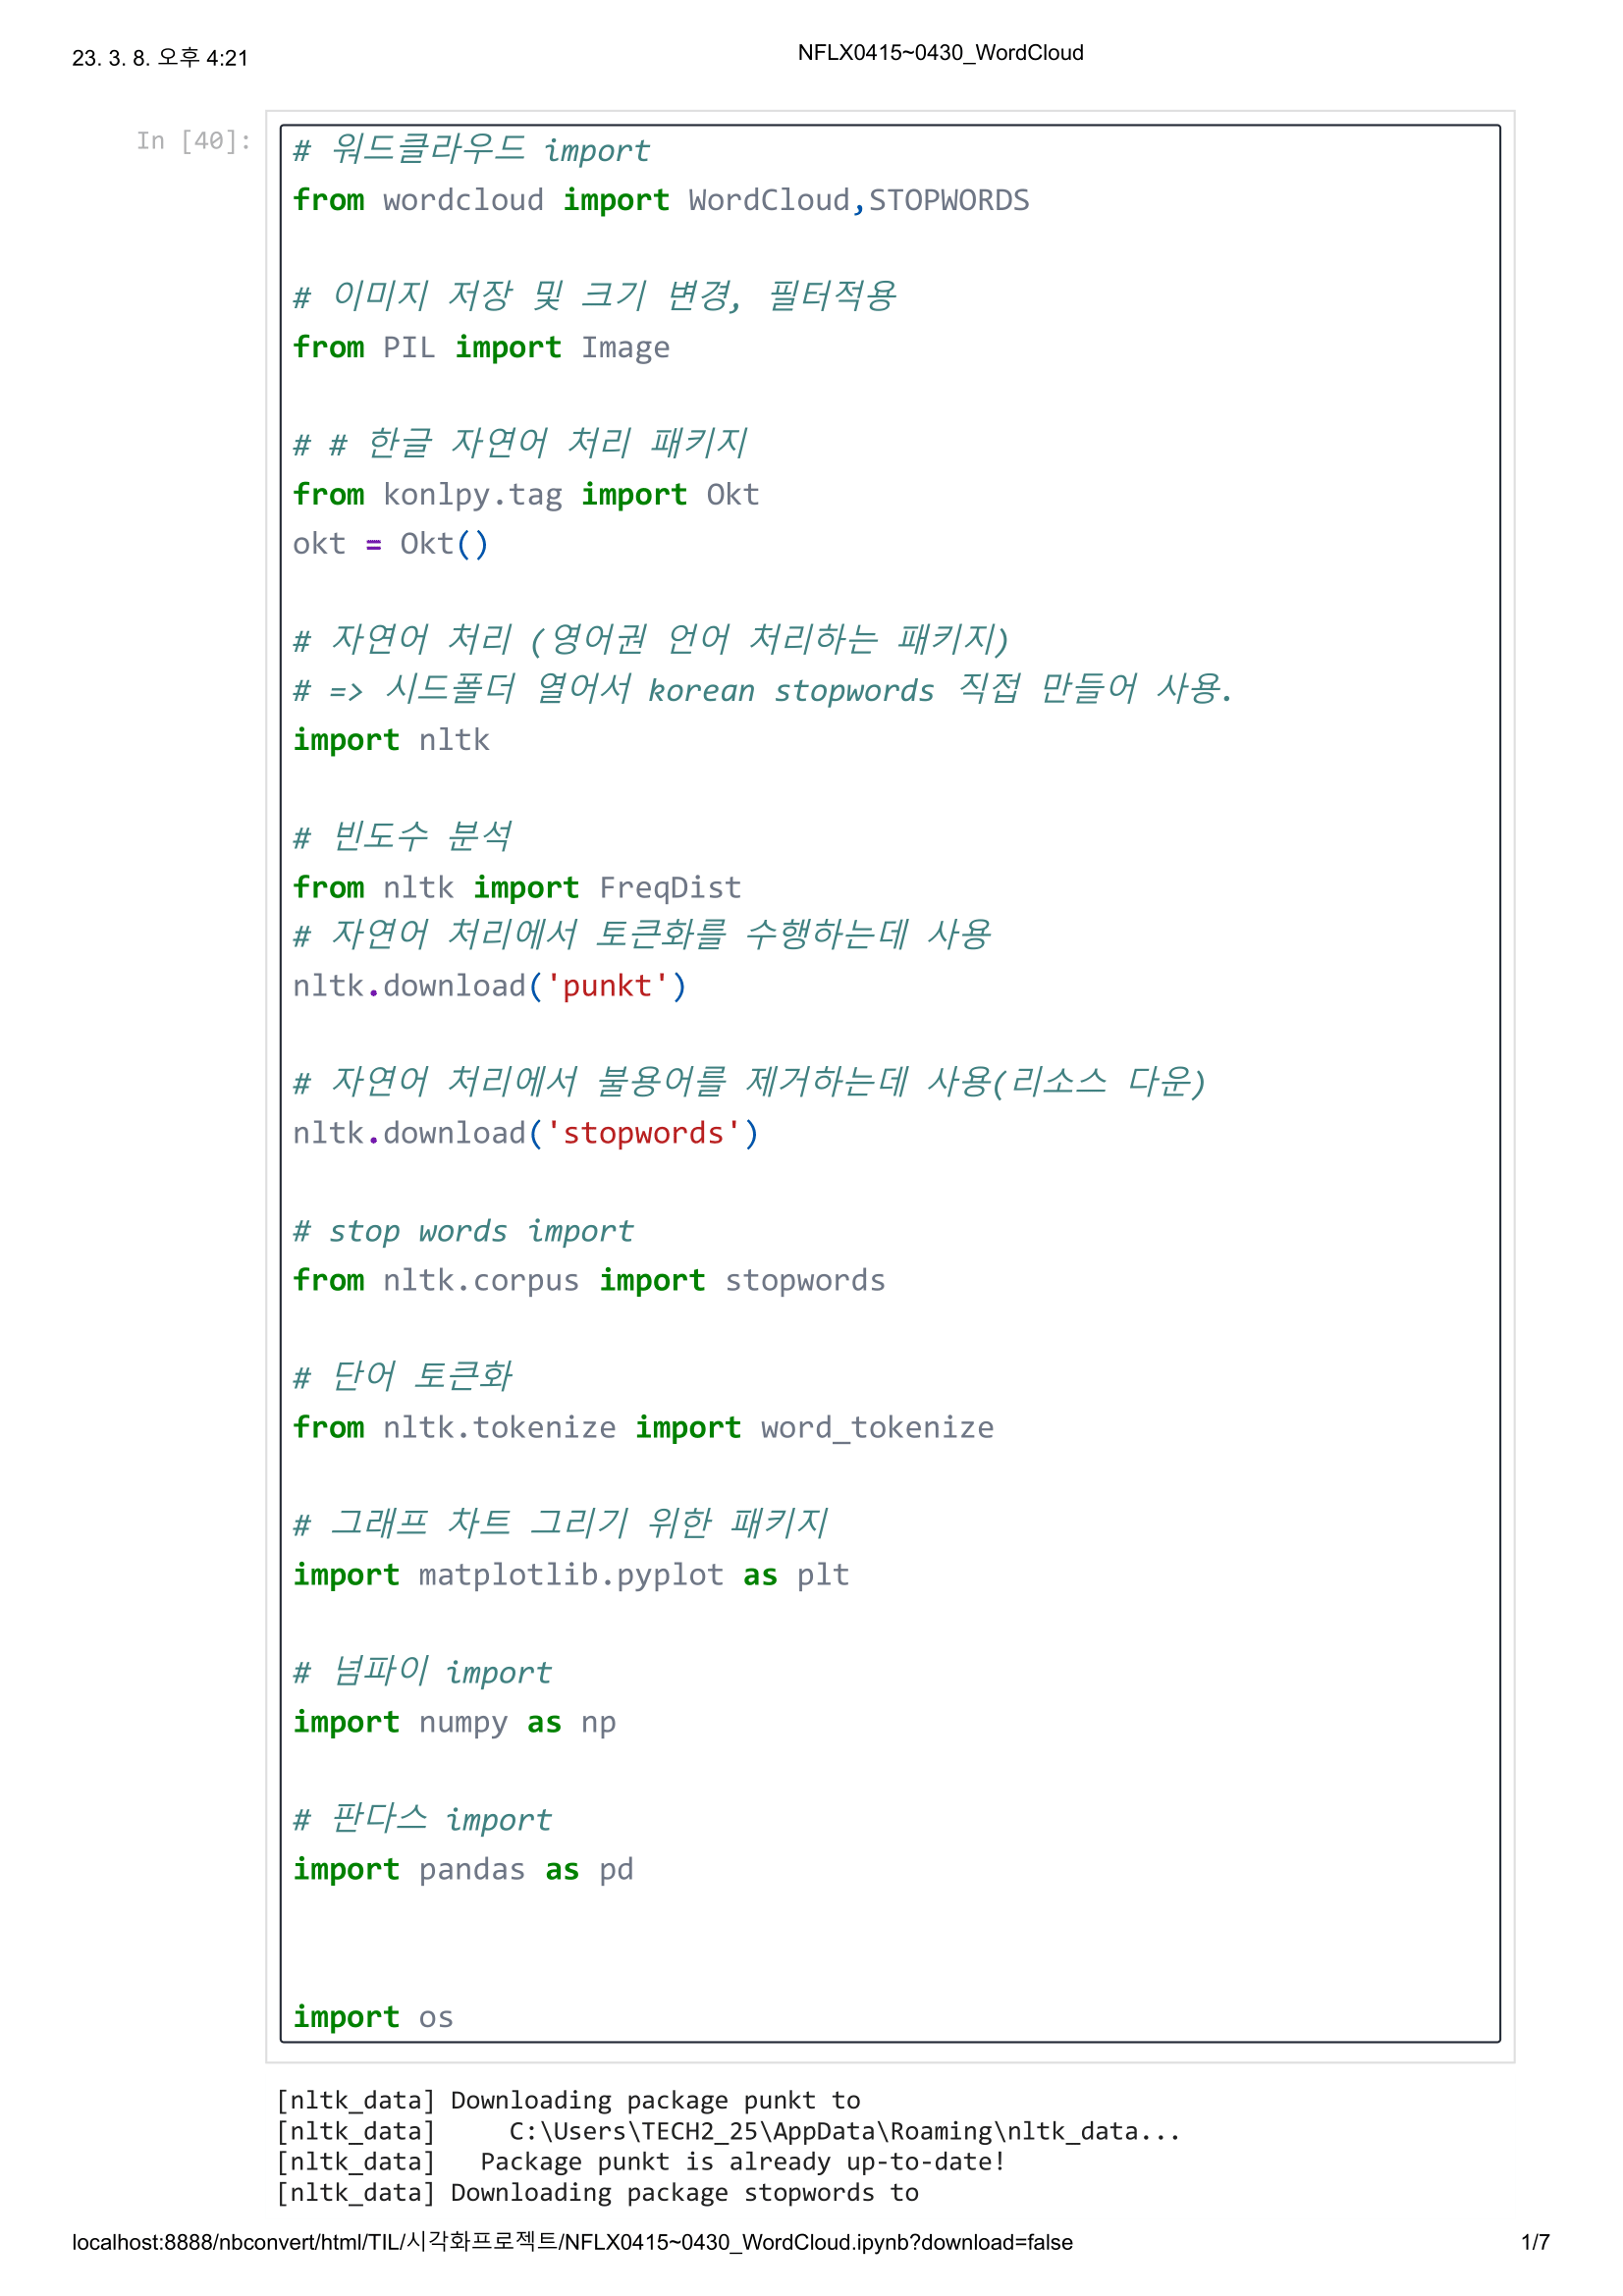 23. 3. 8. 오후 4:21
NFLX0415~0430_WordCloud
In [40]:
# 워드클라우드 import
from wordcloud import WordCloud,STOPWORDS
# 이미지 저장 및 크기 변경, 필터적용
from PIL import Image
# # 한글 자연어 처리 패키지
from konlpy.tag import Okt
okt = Okt()
# 자연어 처리 (영어권 언어 처리하는 패키지)
# => 시드폴더 열어서 korean stopwords 직접 만들어 사용.
import nltk
# 빈도수 분석
from nltk import FreqDist
# 자연어 처리에서 토큰화를 수행하는데 사용
nltk.download('punkt')
# 자연어 처리에서 불용어를 제거하는데 사용(리소스 다운)
nltk.download('stopwords')
# stop words import
from nltk.corpus import stopwords
# 단어 토큰화
from nltk.tokenize import word_tokenize
# 그래프 차트 그리기 위한 패키지
import matplotlib.pyplot as plt
# 넘파이 import
import numpy as np
# 판다스 import
import pandas as pd
import os
[nltk_data] Downloading package punkt to
[nltk_data]     C:\Users\TECH2_25\AppData\Roaming\nltk_data...
[nltk_data]   Package punkt is already up-to-date!
[nltk_data] Downloading package stopwords to
localhost:8888/nbconvert/html/TIL/시각화프로젝트/NFLX0415~0430_WordCloud.ipynb?download=false
1/7